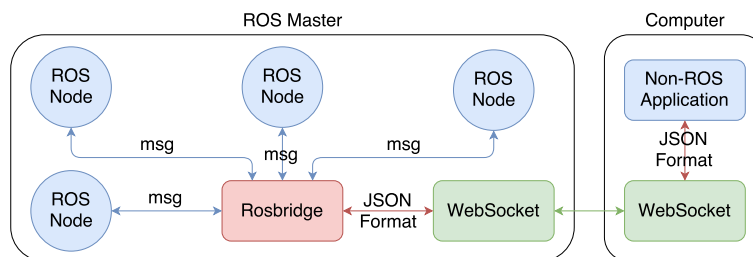 ROS Master
Computer
ROS
Node
ROS
Node
ROS
Node
Non-ROS
Application
msg
msg
msg
JSON
Format
ROS
Node
msg
Rosbridge
JSON
Format
WebSocket
WebSocket